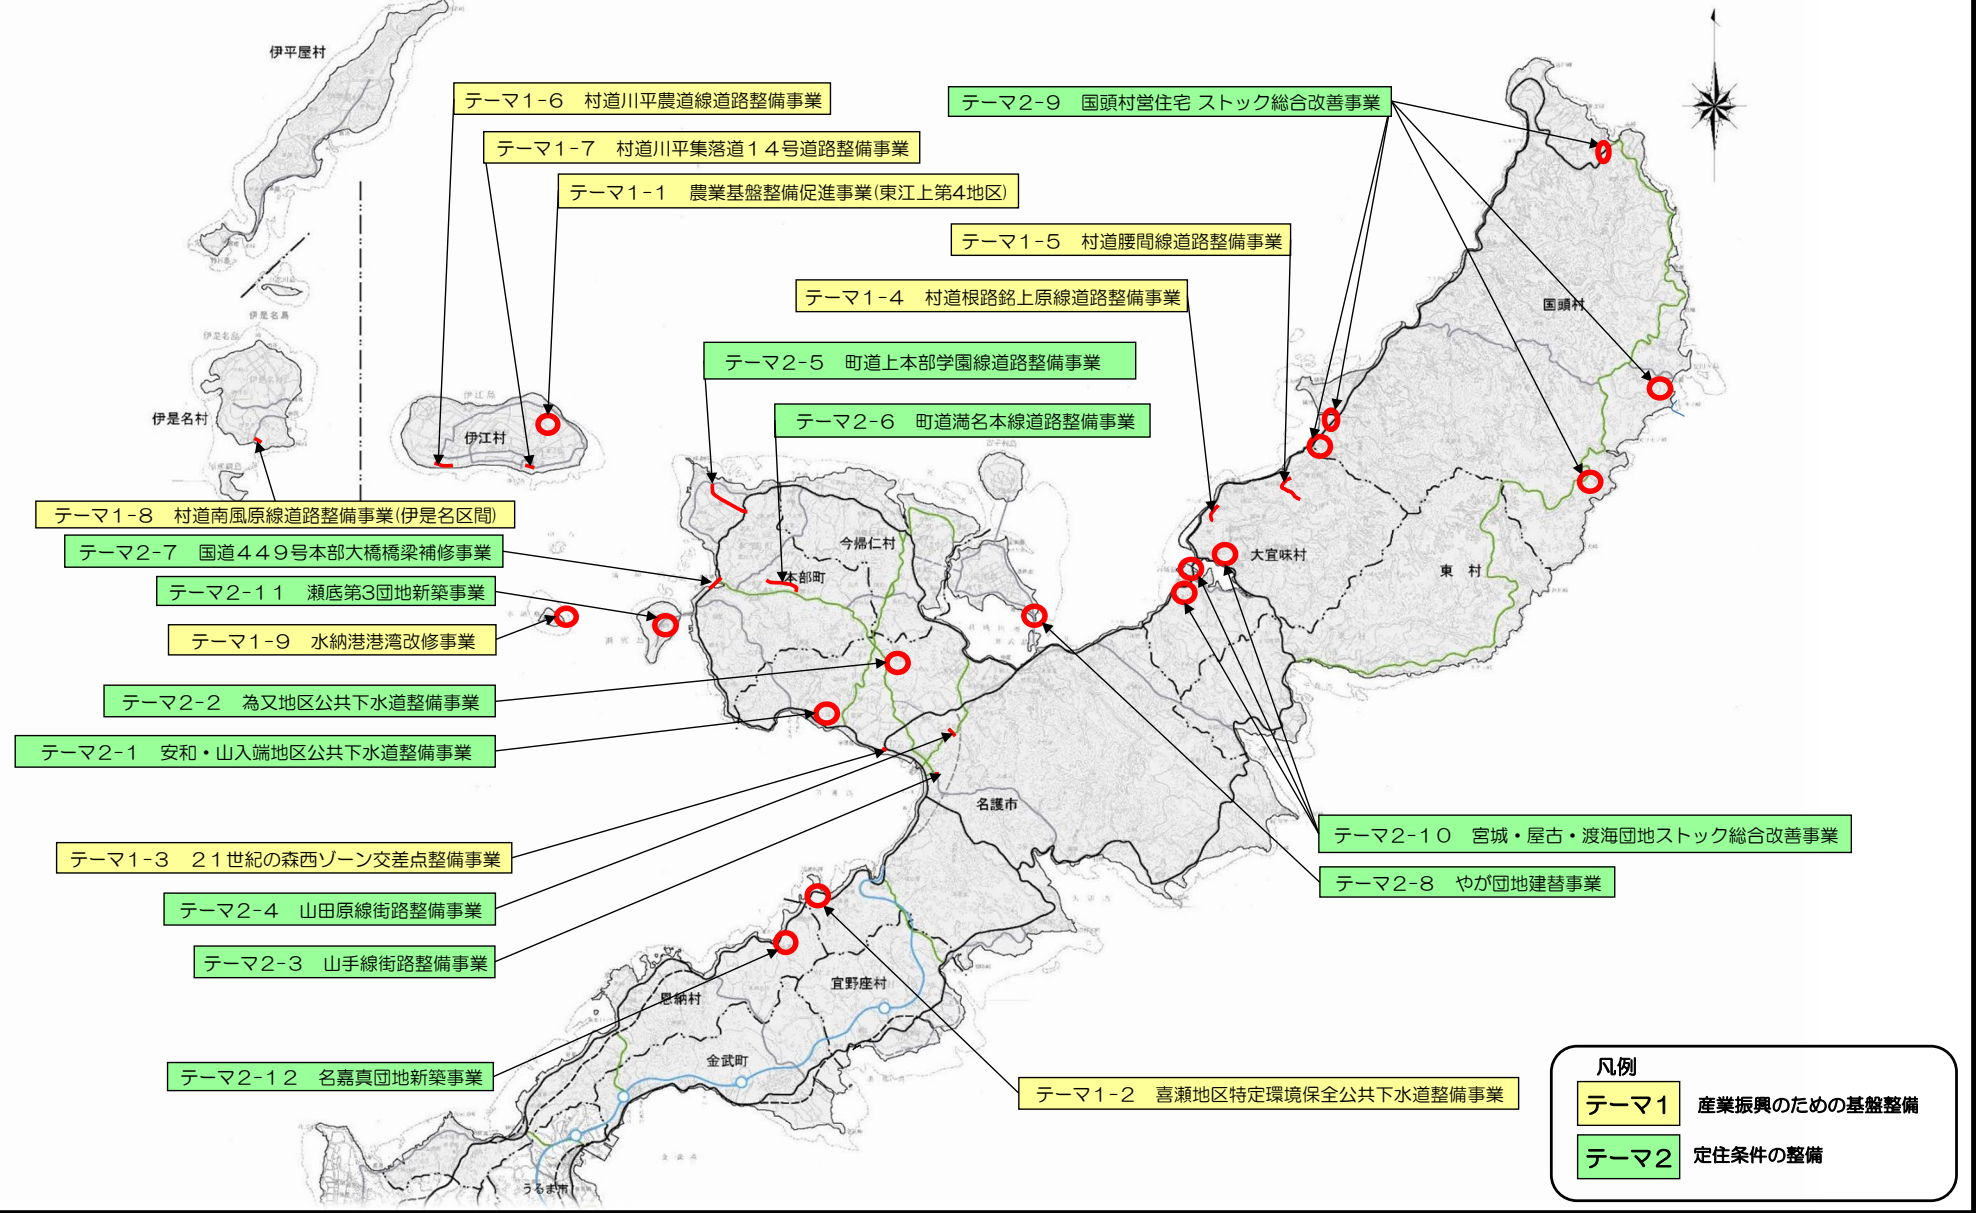 伊平屋村
テーマ1-6 村道川平農道線道路整備事業
テーマ2-9 国頭村営住宅 ストック総合改善事業
テーマ1-7 村道川平集落道14号道路整備事業
テーマ1-1 農業基盤整備促進事業(東江上第4地区)
テーマ1-5 村道腰間線道路整備事業
テーマ1-4 村道根路銘上原線道路整備事業
国頭村
伊是名島
テーマ2-5 町道上本部学園線道路整備事業
伊是名村
伊江島
伊江村
テーマ2-6 町道満名本線道路整備事業
テーマ1-8 村道南風原線道路整備事業(伊是名区間)
今帰仁村
テーマ2-7 国道449号本部大橋橋梁補修事業
大宜味村
東 村
本部町
テーマ2-11 瀬底第3団地新築事業
テーマ1-9 水納港港湾改修事業
テーマ2-2 為又地区公共下水道整備事業
テーマ2-1 安和・山入端地区公共下水道整備事業
名護市
テーマ2-10 宮城・屋古・渡海団地ストック総合改善事業
テーマ1-3 21世紀の森西ゾーン交差点整備事業
テーマ2-8 やが団地建替事業
テーマ2-4 山田原線街路整備事業
テーマ2-3 山手線街路整備事業
宜野座村
恩納村
金武町
テーマ2-12 名嘉真団地新築事業
テーマ1-2 喜瀬地区特定環境保全公共下水道整備事業
うるま市
凡例
テーマ1 産業振興のための基盤整備
テーマ2 定住条件の整備